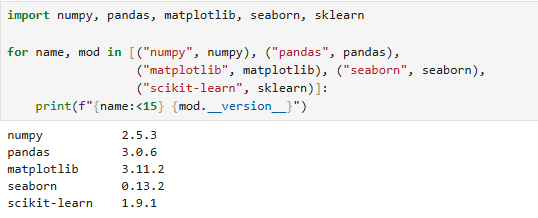 import numpy, pandas, matplotlib, seaborn, sklearn
for name, mod in [("numpy", numpy), ("pandas", pandas),
                  ("matplotlib", matplotlib), ("seaborn", seaborn),
                  ("scikit-learn", sklearn)]:
    print(f"{name:<15} {mod.__version__}")
numpy           2.5.3
pandas          3.0.6
matplotlib      3.11.2
seaborn         0.13.2
scikit-learn    1.9.1